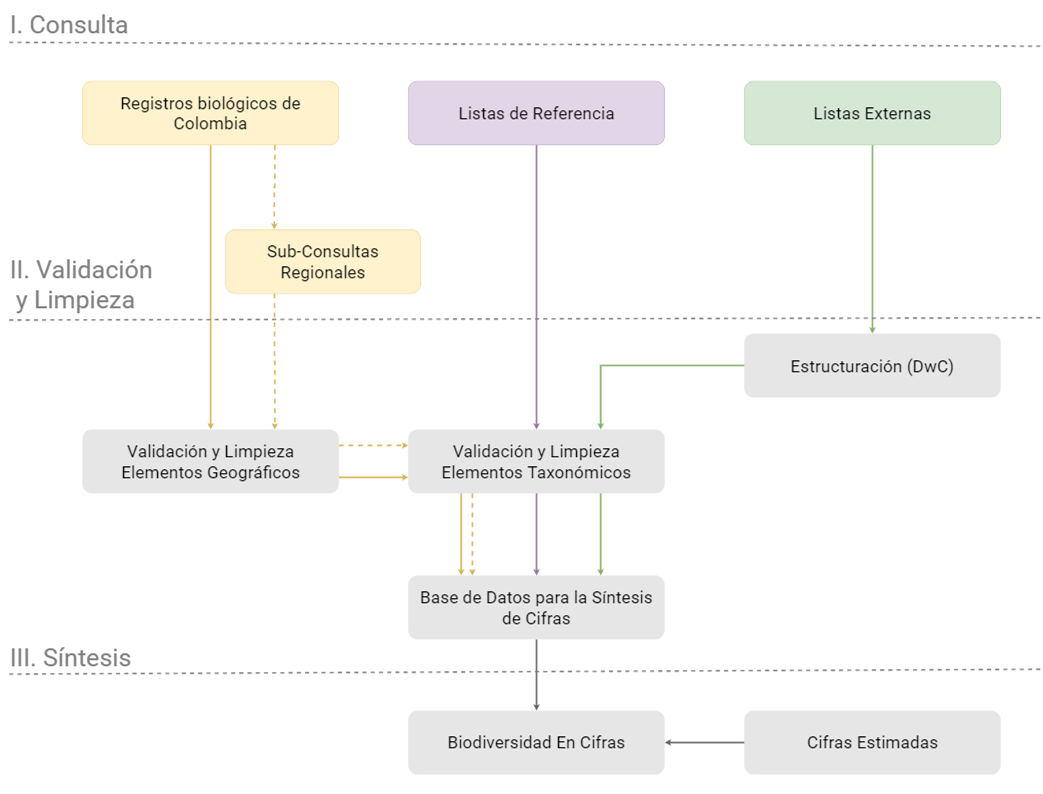 I. Consulta
Registros biológicos de
Colombia
Listas de Referencia
Listas Externas
Sub-Consultas
Regionales
II. Validación
y Limpieza
Estructuración (DwC)
Validación y Limpieza
Elementos Geográficos
Validación y Limpieza
Elementos Taxonómicos
Base de Datos para la Síntesis
de Cifras
III. Síntesis
Biodiversidad En Cifras
Cifras Estimadas